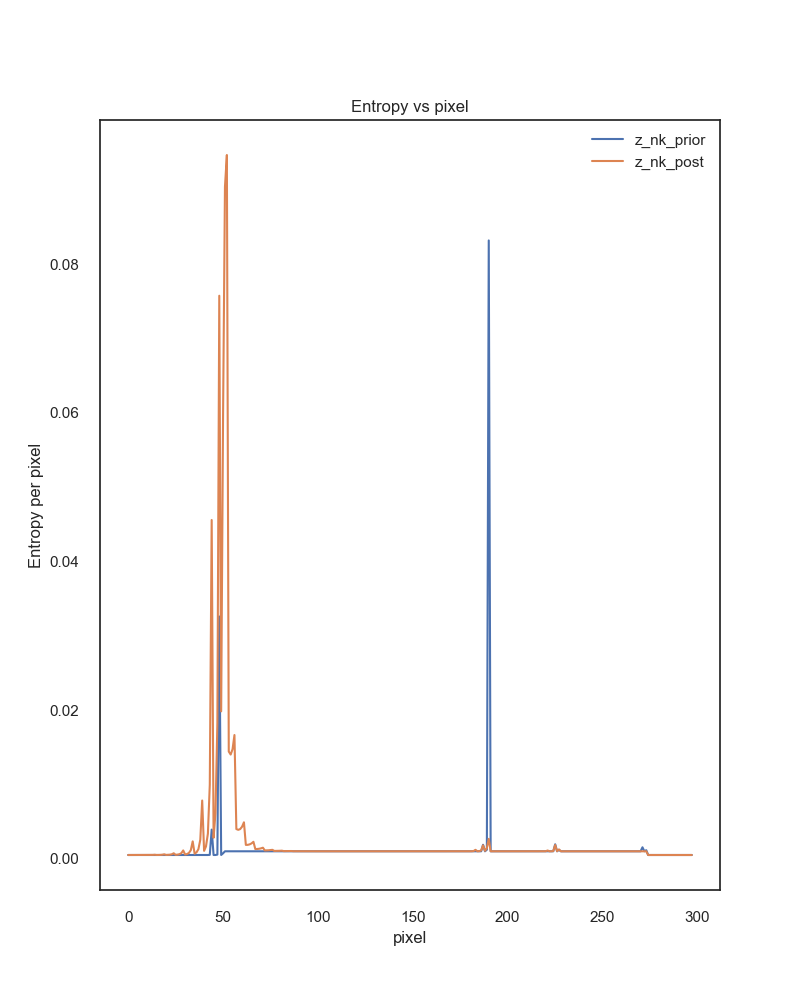 Entropy vs pixel
z_nk_prior
z_nk_post
Entropy per pixel
0.08
0.06
0.04
0.02
0.00
0 50 100 150 200 250 300
pixel